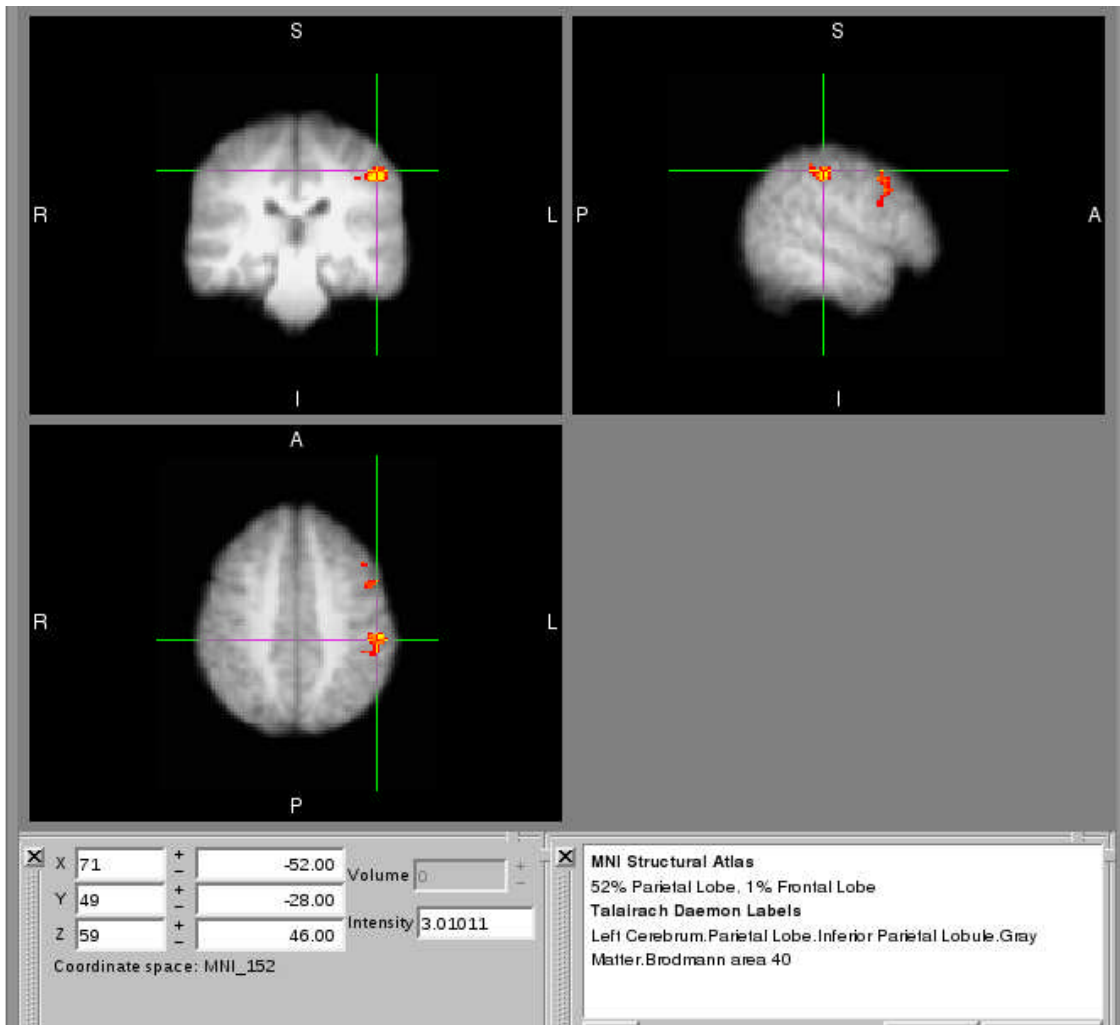 S
R
L
I
S
P
A
I
A
R
L
P
X 71 + − -52.00
Y 49 + − -28.00
Z 59 + − 46.00
Volume 0 + −
Intensity 3.01011
Coordinate space: MNI_152
MNI Structural Atlas
52% Parietal Lobe, 1% Frontal Lobe
Talairach Daemon Labels
Left Cerebrum.Parietal Lobe.Inferior Parietal Lobule.Gray
Matter.Brodmann area 40